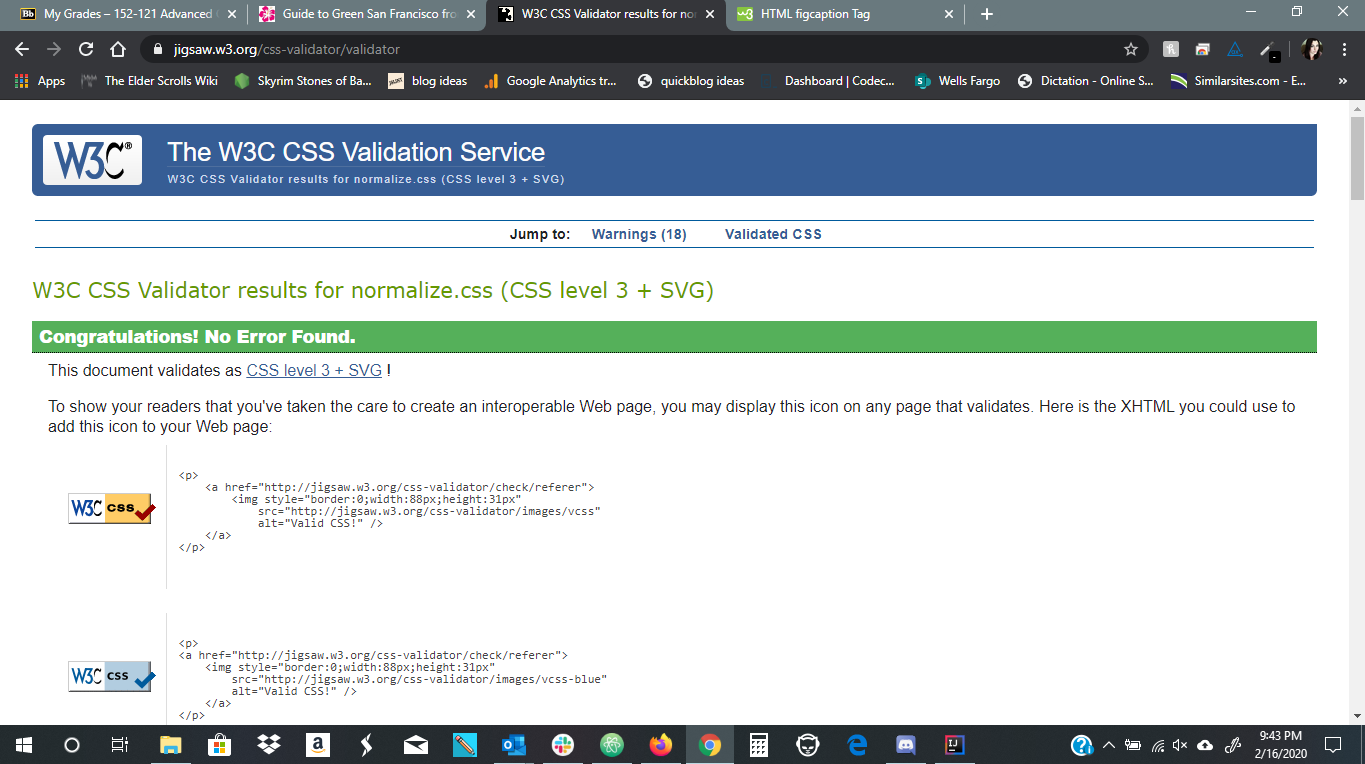 Bb My Grades – 152-121 Advanced
Guide to Green San Francisco fro
W3C CSS Validator results for nor
HTML figcaption Tag
jigsaw.w3.org/css-validator/validator
Apps
The Elder Scrolls Wiki
Skyrim Stones of Ba...
blog ideas
Google Analytics tr...
quickblog ideas
Dashboard | Codec...
Wells Fargo
Dictation - Online S...
Similarsites.com - E...
»
W3C®
The W3C CSS Validation Service
W3C CSS Validator results for normalize.css (CSS level 3 + SVG)
Jump to: Warnings (18) Validated CSS
W3C CSS Validator results for normalize.css (CSS level 3 + SVG)
Congratulations! No Error Found.
This document validates as CSS level 3 + SVG !
To show your readers that you've taken the care to create an interoperable Web page, you may display this icon on any page that validates. Here is the XHTML you could use to
add this icon to your Web page:
W3C CSS
<p>
<a href="http://jigsaw.w3.org/css-validator/check/referer">
<img style="border:0;width:88px;height:31px"
src="http://jigsaw.w3.org/css-validator/images/vcss"
alt="Valid CSS!" />
</a>
</p>
W3C CSS
<p>
<a href="http://jigsaw.w3.org/css-validator/check/referer">
<img style="border:0;width:88px;height:31px"
src="http://jigsaw.w3.org/css-validator/images/vcss-blue"
alt="Valid CSS!" />
</a>
</p>
9:43 PM
2/16/2020